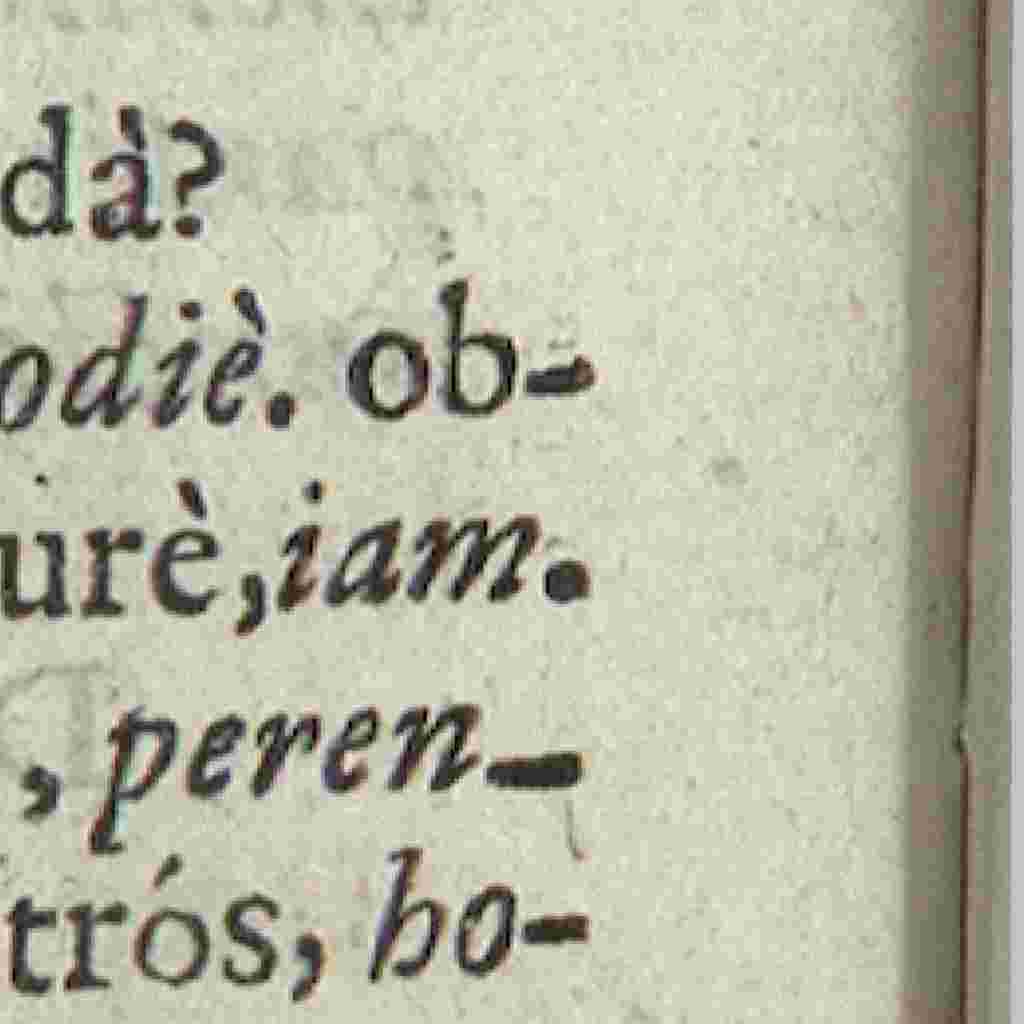 dà?
odiè. ob-
urè,iam.
, peren-
trós, ho-